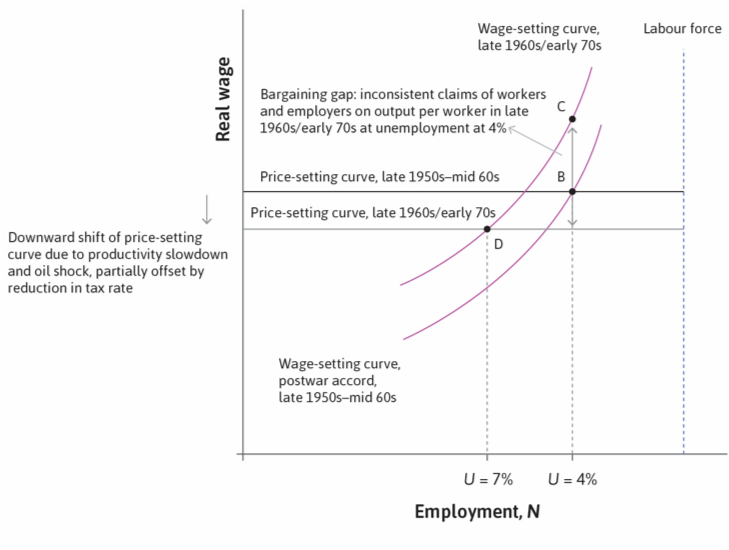 Wage-setting curve,
late 1960s/early 70s
Labour force
Real wage
Bargaining gap: inconsistent claims of workers
and employers on output per worker in late
1960s/early 70s at unemployment at 4%
C
Price-setting curve, late 1950s–mid 60s
B
Price-setting curve, late 1960s/early 70s
Downward shift of price-setting
curve due to productivity slowdown
and oil shock, partially offset by
reduction in tax rate
D
Wage-setting curve,
postwar accord,
late 1950s–mid 60s
U = 7%
U = 4%
Employment, N